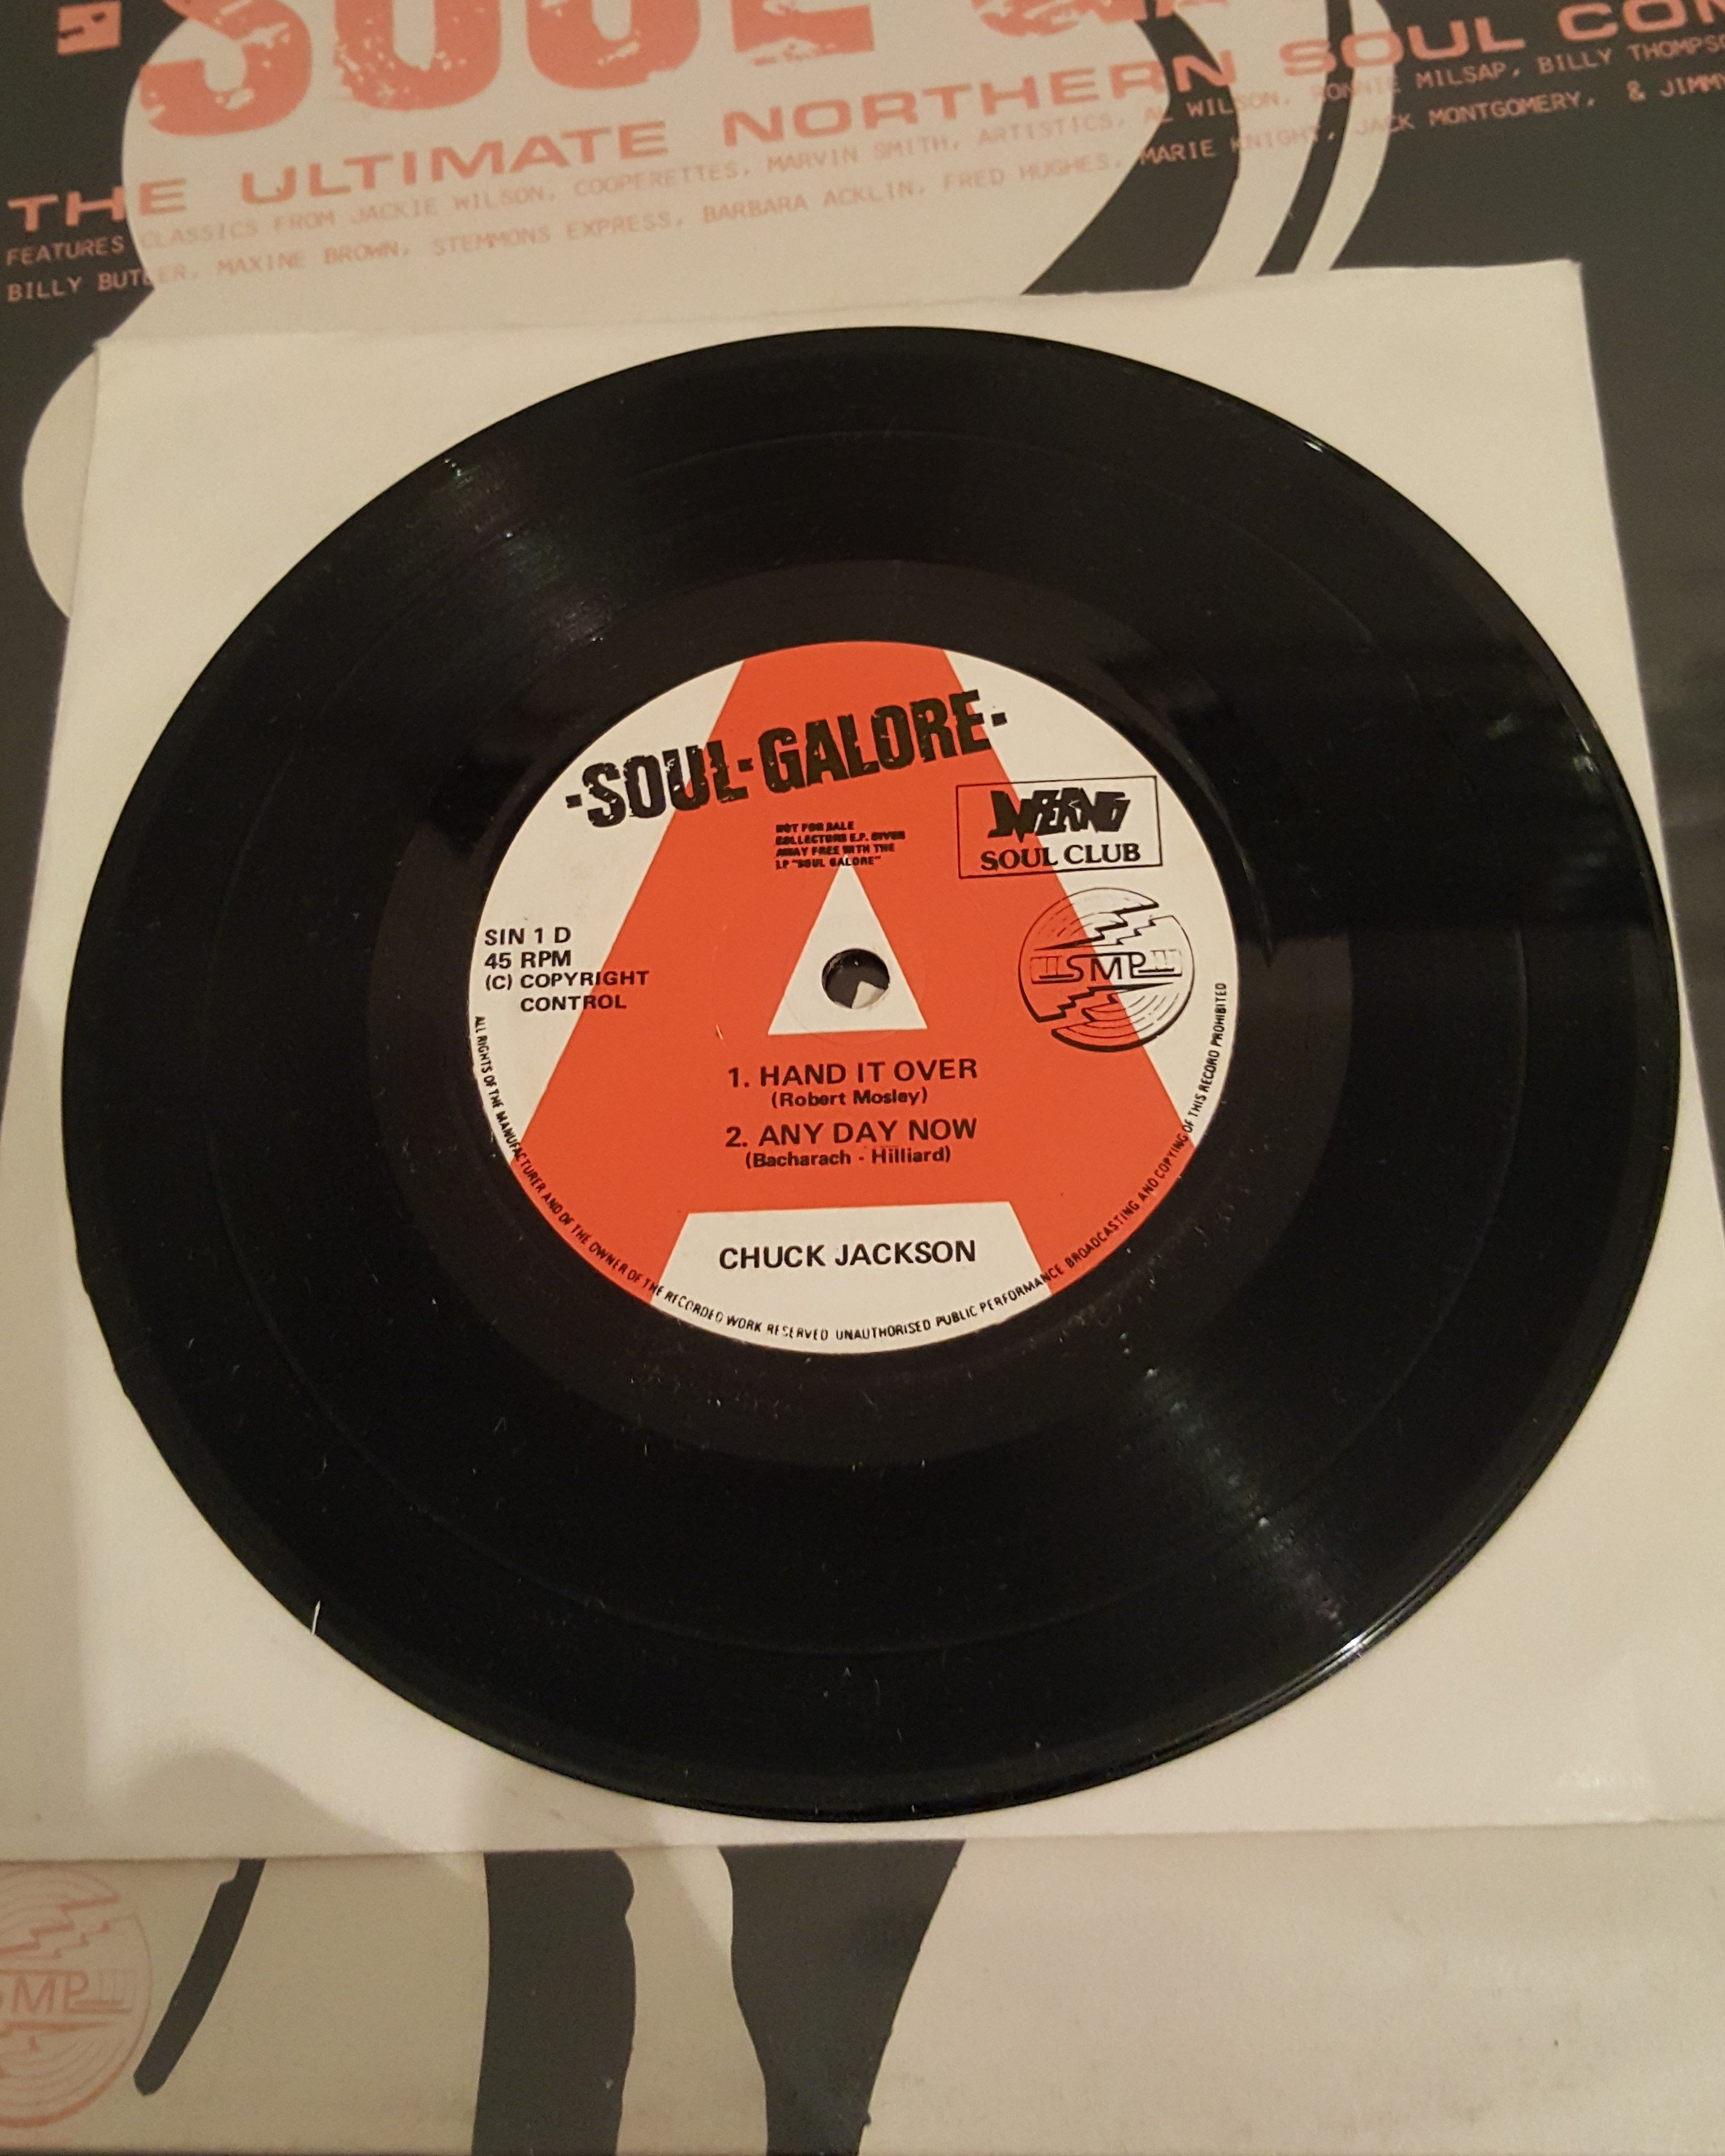 SOUL
THE ULTIMATE NORTHERN SOUL
FEATURES CLASSICS FROM JACKIE WILSON, COOPERETTES, MARVIN SMITH, ARTISTICS, AL WILSON, RONNIE MILSAP, BILLY
BILLY BUTLER, MAXINE BROWN, STEMMONS EXPRESS, BARBARA ACKLIN, FRED HUGHES, MARIE KNIGHT, JACK MONTGOMERY, & JIMMY
-SOUL-GALORE-
NOT FOR SALE
COLLECTORS E.P. GIVEN
AWAY FREE WITH THE
LP "SOUL GALORE"
INFERNO
SOUL CLUB
SIN 1 D
45 RPM
(C) COPYRIGHT
CONTROL
SMP
1. HAND IT OVER
(Robert Mosley)
2. ANY DAY NOW
(Bacharach - Hilliard)
CHUCK JACKSON
ALL RIGHTS OF THE MANUFACTURER AND OF THE OWNER OF THE RECORDED WORK RESERVED UNAUTHORISED PUBLIC PERFORMANCE BROADCASTING AND COPYING OF THIS RECORD PROHIBITED
SMP